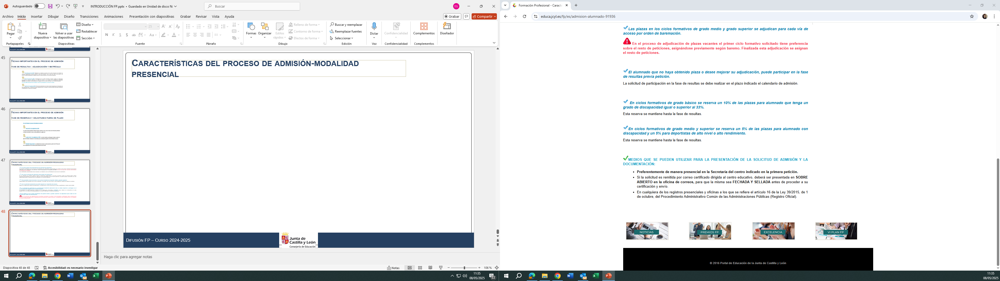 Autoguardado
INTRODUCCIÓN FP.pptx • Guardado en Unidad de disco N:
Buscar
EG
Archivo Inicio Insertar Dibujar Diseño Transiciones Animaciones Presentación con diapositivas Grabar Revisar Vista Ayuda
Grabar
Compartir
Pegar
Portapapeles
Nueva diapositiva
Volver a usar las diapositivas
Diseño
Restablecer
Sección
Diapositivas
25
N K S S ab AV Aa A
Fuente
Párrafo
Formas
Organizar
Estilos rápidos
Relleno de forma
Contorno de forma
Efectos de forma
Dibujo
Buscar y reemplazar
Reemplazar fuentes
Seleccionar
Edición
Dictar
Voz
Confidencialidad
Confidencialidad
Complementos
Complementos
Diseñador
45
FECHAS IMPORTANTES EN EL PROCESO DE ADMISIÓN
FASE DE RESULTAS : ADJUDICACIÓN Y MATRÍCULA
46
FECHAS IMPORTANTES EN EL PROCESO DE ADMISIÓN
FASE DE RESERVAS Y SOLICITUDES FUERA DE PLAZO
47
CARACTERÍSTICAS DEL PROCESO DE ADMISIÓN-MODALIDAD
PRESENCIAL
48
CARACTERÍSTICAS DEL PROCESO DE ADMISIÓN-MODALIDAD
PRESENCIAL
CARACTERÍSTICAS DEL PROCESO DE ADMISIÓN-MODALIDAD
PRESENCIAL
DIFUSIÓN FP – CURSO 2024-2025
Junta de
Castilla y León
Consejería de Educación
Haga clic para agregar notas
Diapositiva 48 de 48
Accesibilidad: es necesario investigar
Notas
106 %
11:35
08/05/2025
22
Formación Profesional - Caracte
educa.jcyl.es/fp/es/admision-alumnado-91936
Las plazas en los ciclos formativos de grado medio y grado superior se adjudican para cada vía de
acceso por orden de baremación.
En el proceso de adjudicación de plazas vacantes el primer ciclo formativo solicitado tiene preferencia
sobre el resto de peticiones, asignándose previamente según baremo. Finalizada esta adjudicación se asignan
el resto de peticiones.
El alumnado que no haya obtenido plaza o desee mejorar su adjudicación, puede participar en la fase
de resultas previa petición.
La solicitud de participación en la fase de resultas se debe realizar en el plazo indicado el calendario de admisión.
En ciclos formativos de grado básico se reserva un 10% de las plazas para alumnado que tenga un
grado de discapacidad igual o superior al 33%.
Esta reserva se mantiene hasta la fase de resultas.
En ciclos formativos de grado medio y superior se reserva un 5% de las plazas para alumnado con
discapacidad y un 5% para deportistas de alto nivel o alto rendimiento.
Esta reserva se mantiene hasta la fase de resultas.
MEDIOS QUE SE PUEDEN UTILIZAR PARA LA PRESENTACIÓN DE LA SOLICITUD DE ADMISIÓN Y LA
DOCUMENTACIÓN:
• Preferentemente de manera presencial en la Secretaría del centro indicado en la primera petición.
• Si la solicitud es remitida por correo certificado dirigida al centro educativo, deberá ser presentada en SOBRE
ABIERTO en la oficina de correos, para que la misma sea FECHADA Y SELLADA antes de proceder a su
certificación y envío.
• En cualquiera de los registros presenciales y oficinas a los que se refiere el artículo 16 de la Ley 39/2015, de 1
de octubre, del Procedimiento Administrativo Común de las Administraciones Públicas (Registro Oficial).
NOTICIAS
PREMIOS FP
EXCELENCIA
VI PLAN FP
© 2016 Portal de Educación de la Junta de Castilla y León
11:35
08/05/2025